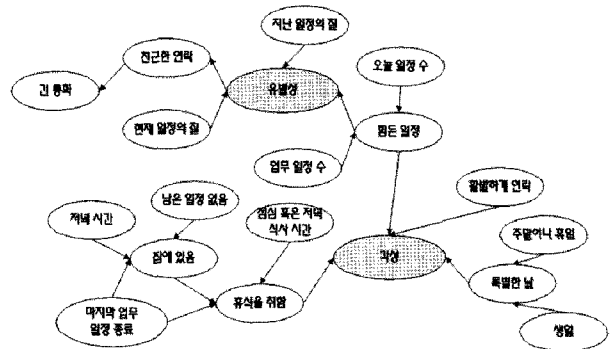 지난 일정의 질
친근한 연락
오늘 일정 수
긴 통화
유별성
현재 일정의 질
힘든 일정
업무 일정 수
활발하게 연락
남은 일정 없음
점심 혹은 저녁
식사 시간
저녁 시간
주말이나 휴일
집에 있음
각성
특별한 날
마지막 업무
일정 종료
휴식을 취함
생일